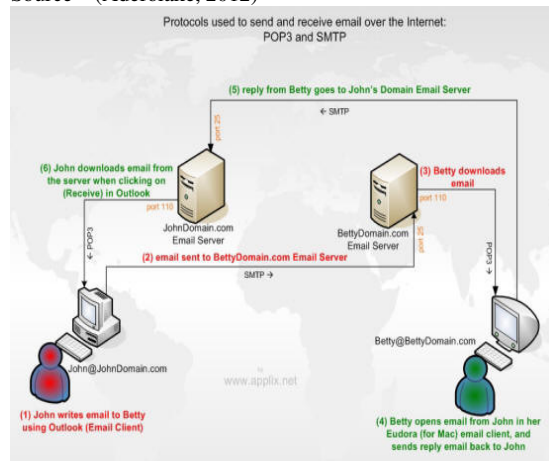 Protocols used to send and receive email over the Internet:
POP3 and SMTP
(5) reply from Betty goes to John's Domain Email Server
← SMTP
port 25
(6) John downloads email from
the server when clicking on
(Receive) in Outlook
port 110
JohnDomain.com
Email Server
(3) Betty downloads
email
port 110
BettyDomain.com
Email Server
port 25
← POP3
(2) email sent to BettyDomain.com Email Server
SMTP →
POP3 →
John@JohnDomain.com
Betty@BettyDomain.com
www.applix.net
(1) John writes email to Betty
using Outlook (Email Client)
(4) Betty opens email from John in her
Eudora (for Mac) email client, and
sends reply email back to John